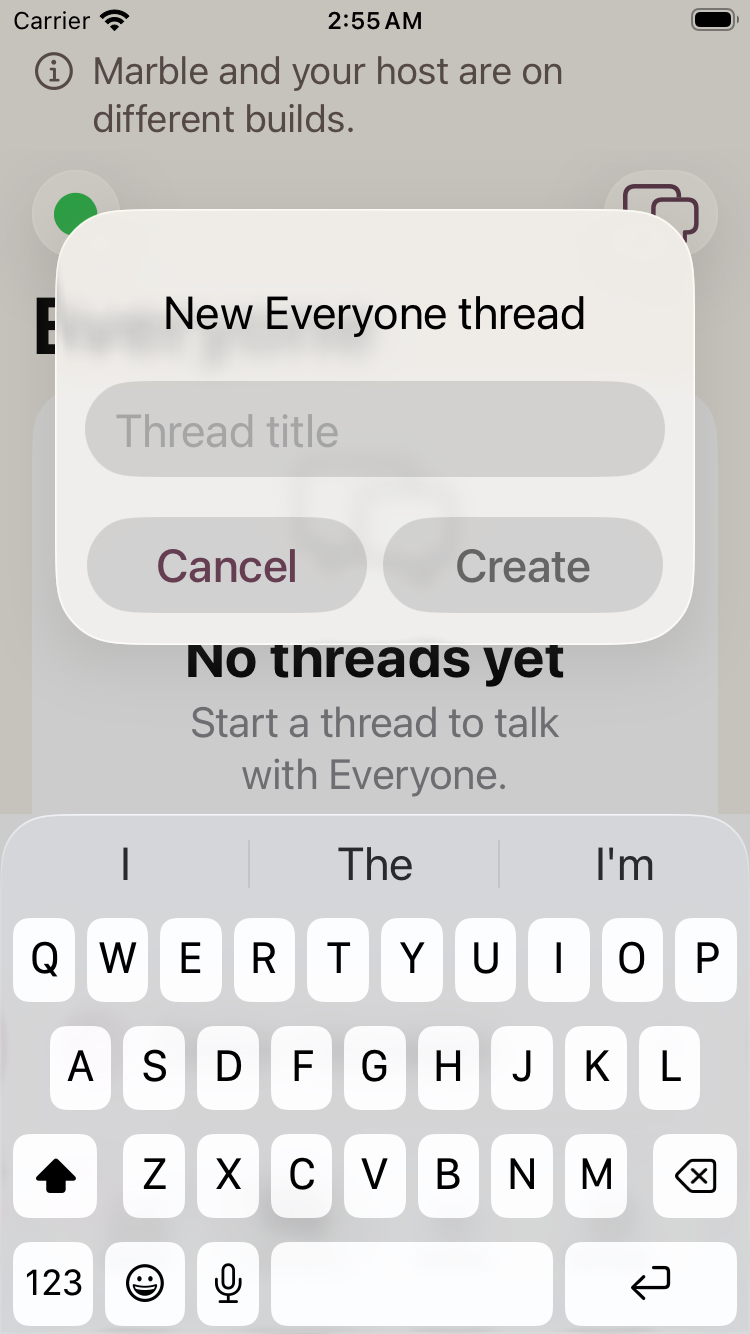 Carrier 2:55 AM
Marble and your host are on
different builds.
New Everyone thread
Thread title
Cancel Create
No threads yet
Start a thread to talk
with Everyone.
I The I'm
Q W E R T Y U I O P
A S D F G H J K L
Z X C V B N M
123